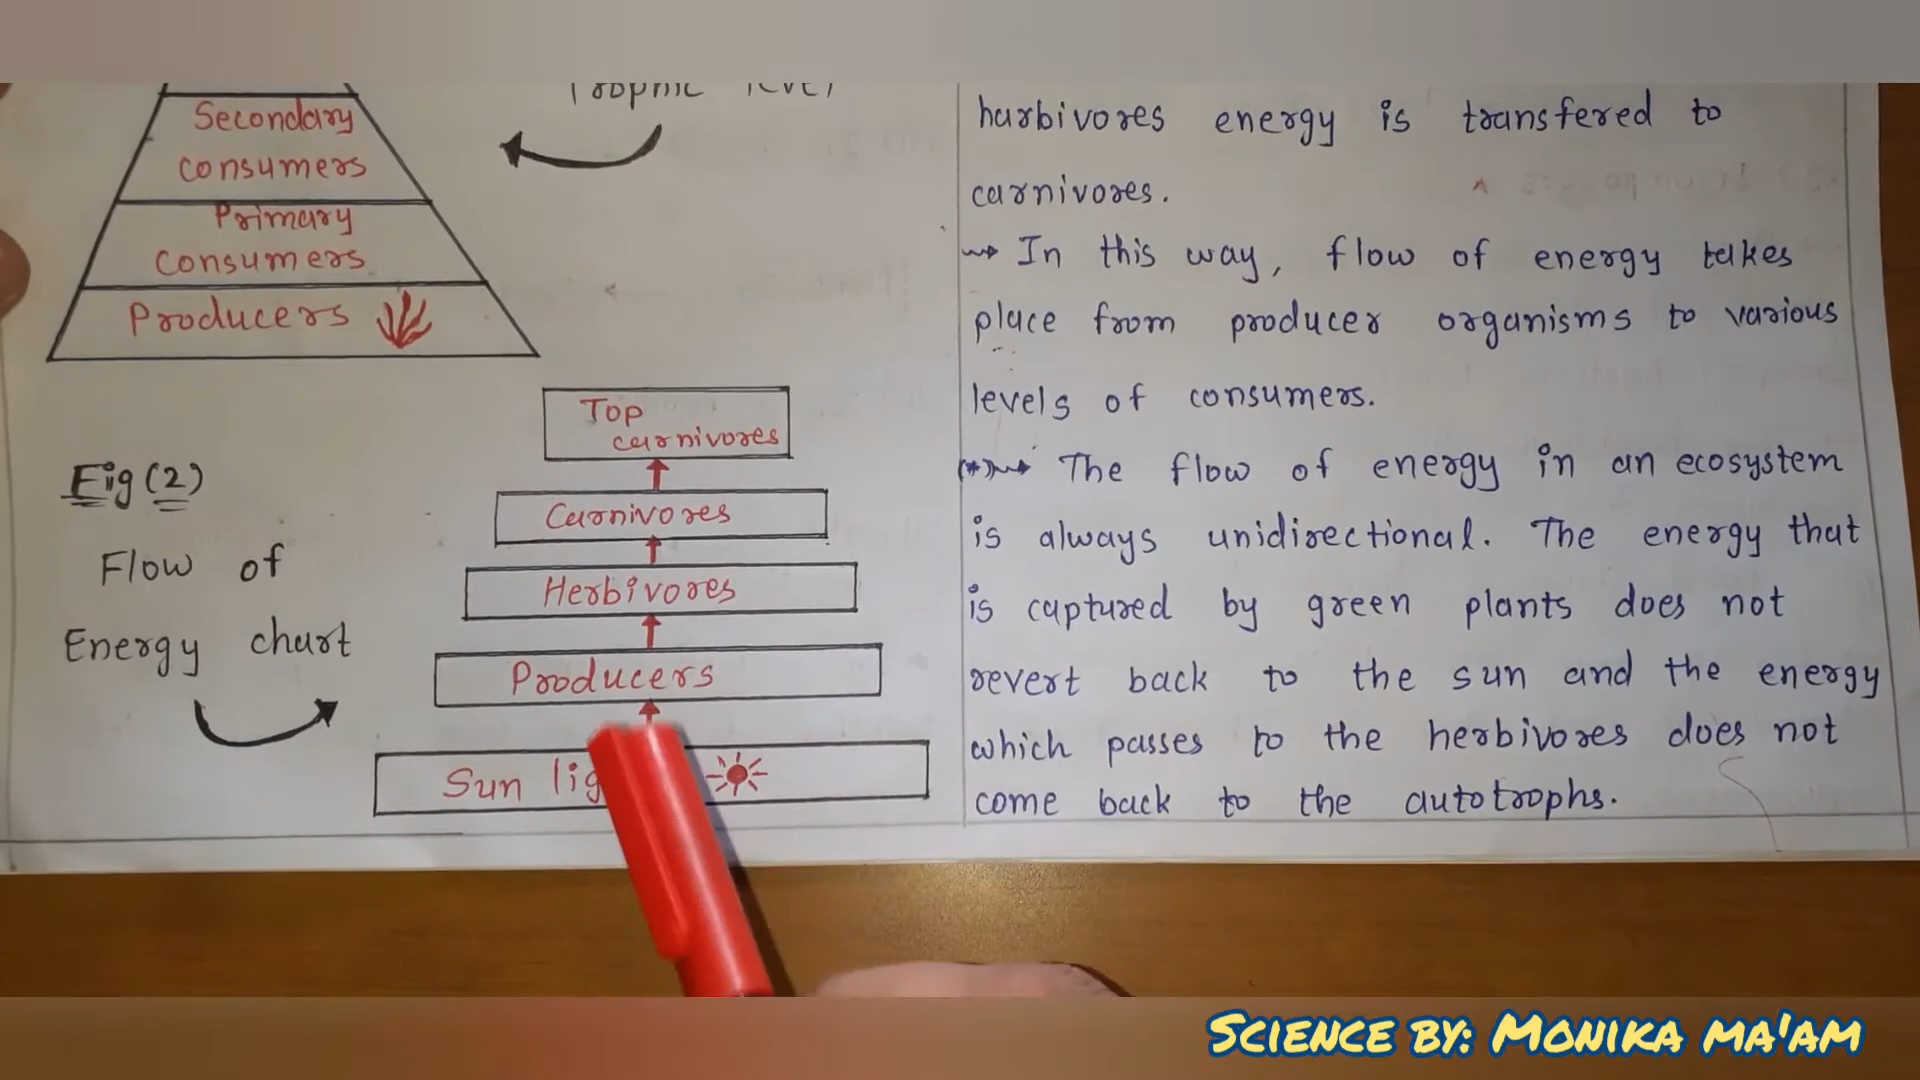 Trophic level
Secondary
consumers
Primary
consumers
Producers
Fig (2)
Flow of
Energy chart
Top
carnivores
Carnivores
Herbivores
Producers
Sun
harbivores energy is transfered to
carnivores.
In this way, flow of energy takes
place from producer organisms to various
levels of consumers.
(*) The flow of energy in an ecosystem
is always unidirectional. The energy that
is captured by green plants does not
revert back to the sun and the energy
which passes to the herbivores does not
come back to the autotrophs.
SCIENCE BY: MONIKA MA'AM